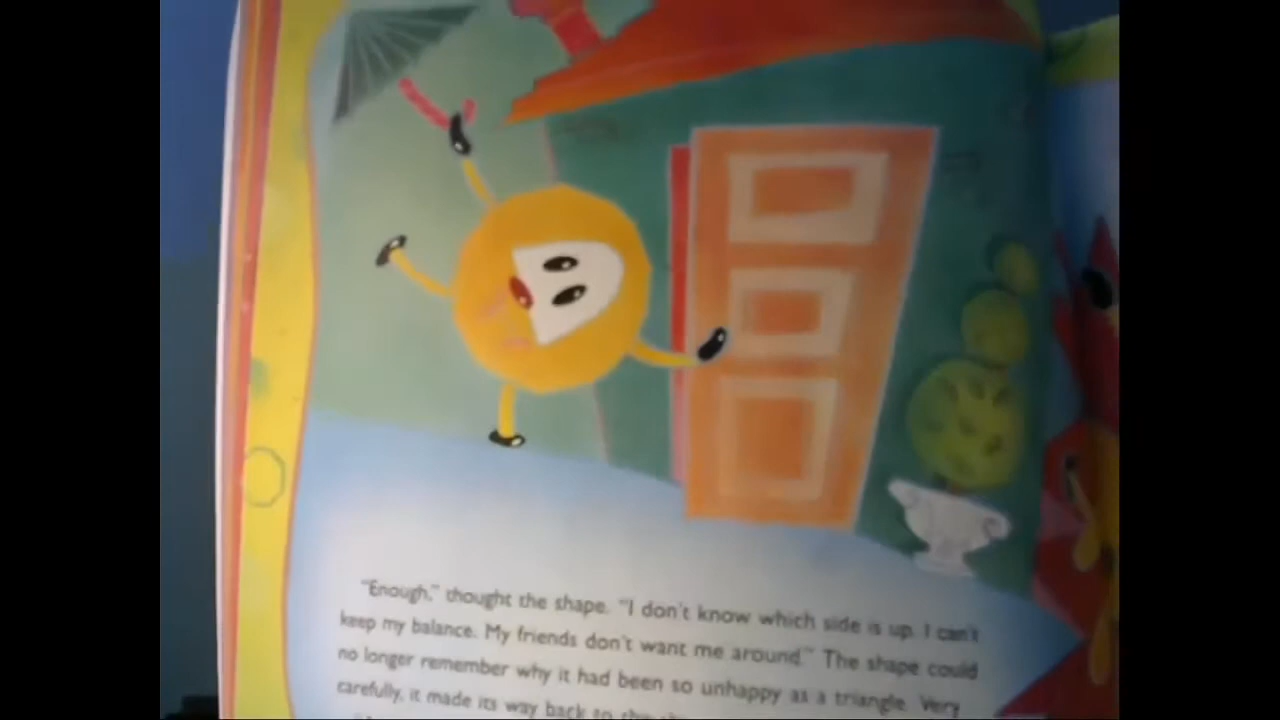 "Enough," thought the shape. "I don't know which side is up. I can't
keep my balance. My friends don't want me around." The shape could
no longer remember why it had been so unhappy as a triangle. Very
carefully, it made its way back to